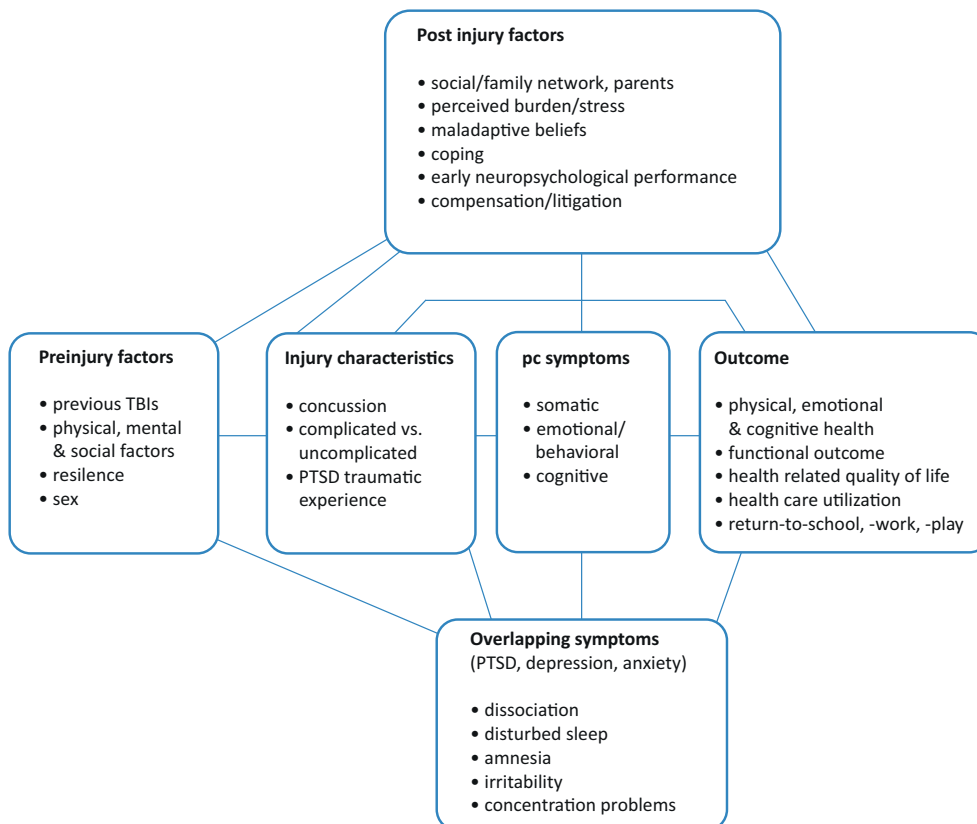 Post injury factors
• social/family network, parents
• perceived burden/stress
• maladaptive beliefs
• coping
• early neuropsychological performance
• compensation/litigation
Preinjury factors
• previous TBIs
• physical, mental
& social factors
• resilence
• sex
Injury characteristics
• concussion
• complicated vs.
uncomplicated
• PTSD traumatic
experience
pc symptoms
• somatic
• emotional/
behavioral
• cognitive
Outcome
• physical, emotional
& cognitive health
• functional outcome
• health related quality of life
• health care utilization
• return-to-school, -work, -play
Overlapping symptoms
(PTSD, depression, anxiety)
• dissociation
• disturbed sleep
• amnesia
• irritability
• concentration problems